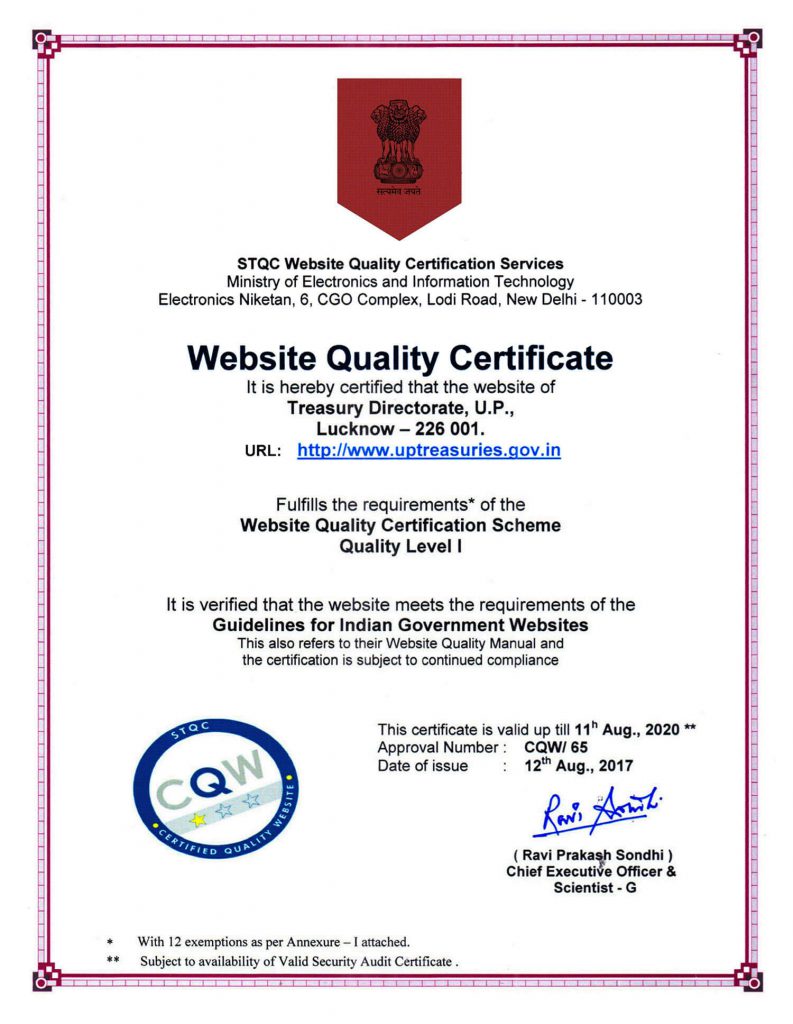 सत्यमेव जयते
STQC Website Quality Certification Services
Ministry of Electronics and Information Technology
Electronics Niketan, 6, CGO Complex, Lodi Road, New Delhi - 110003
Website Quality Certificate
It is hereby certified that the website of
Treasury Directorate, U.P.,
Lucknow – 226 001.
URL: http://www.uptreasuries.gov.in
Fulfills the requirements* of the
Website Quality Certification Scheme
Quality Level I
It is verified that the website meets the requirements of the
Guidelines for Indian Government Websites
This also refers to their Website Quality Manual and
the certification is subject to continued compliance
STQC
CQW
CERTIFIED QUALITY WEBSITE
This certificate is valid up till 11h Aug., 2020 **
Approval Number : CQW/ 65
Date of issue : 12th Aug., 2017
Ravi Sondhi
( Ravi Prakash Sondhi )
Chief Executive Officer &
Scientist - G
* With 12 exemptions as per Annexure – I attached.
** Subject to availability of Valid Security Audit Certificate .